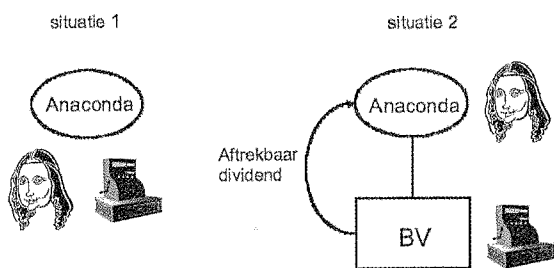 situatie 1
situatie 2
Anaconda
Anaconda
Aftrekbaar
dividend
BV